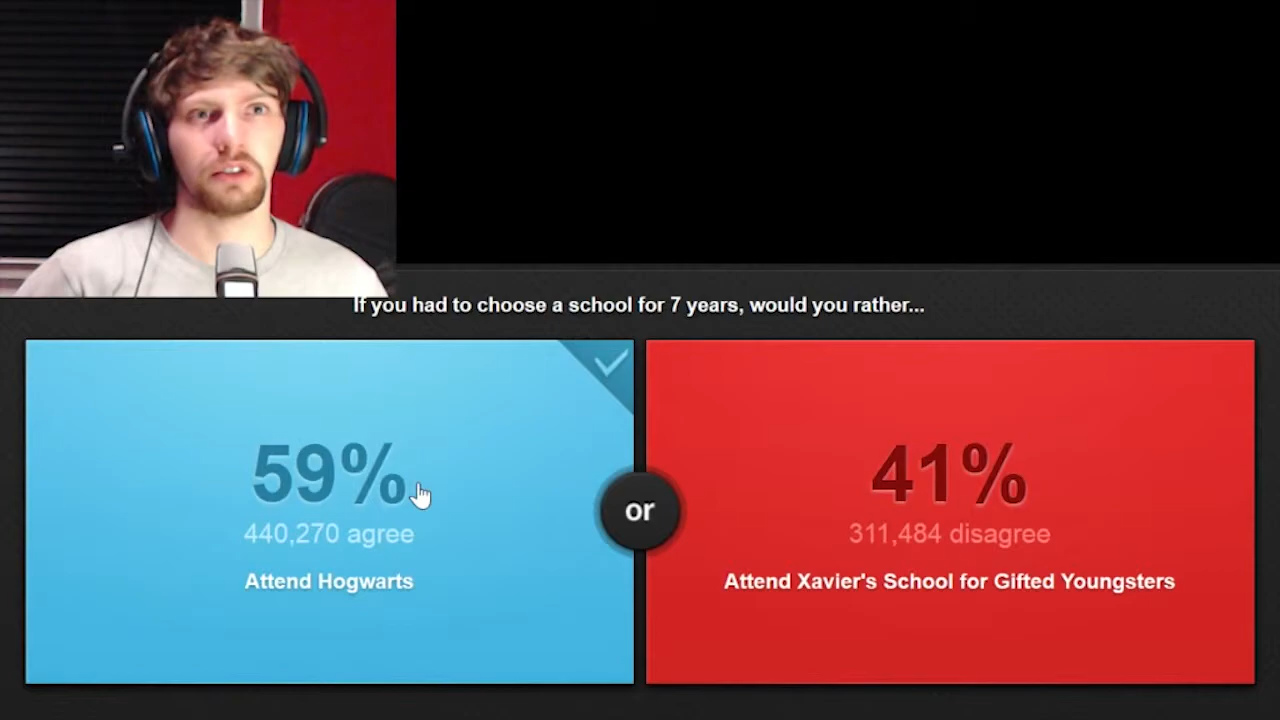 If you had to choose a school for 7 years, would you rather...
59%
440,270 agree
Attend Hogwarts
or
41%
311,484 disagree
Attend Xavier's School for Gifted Youngsters